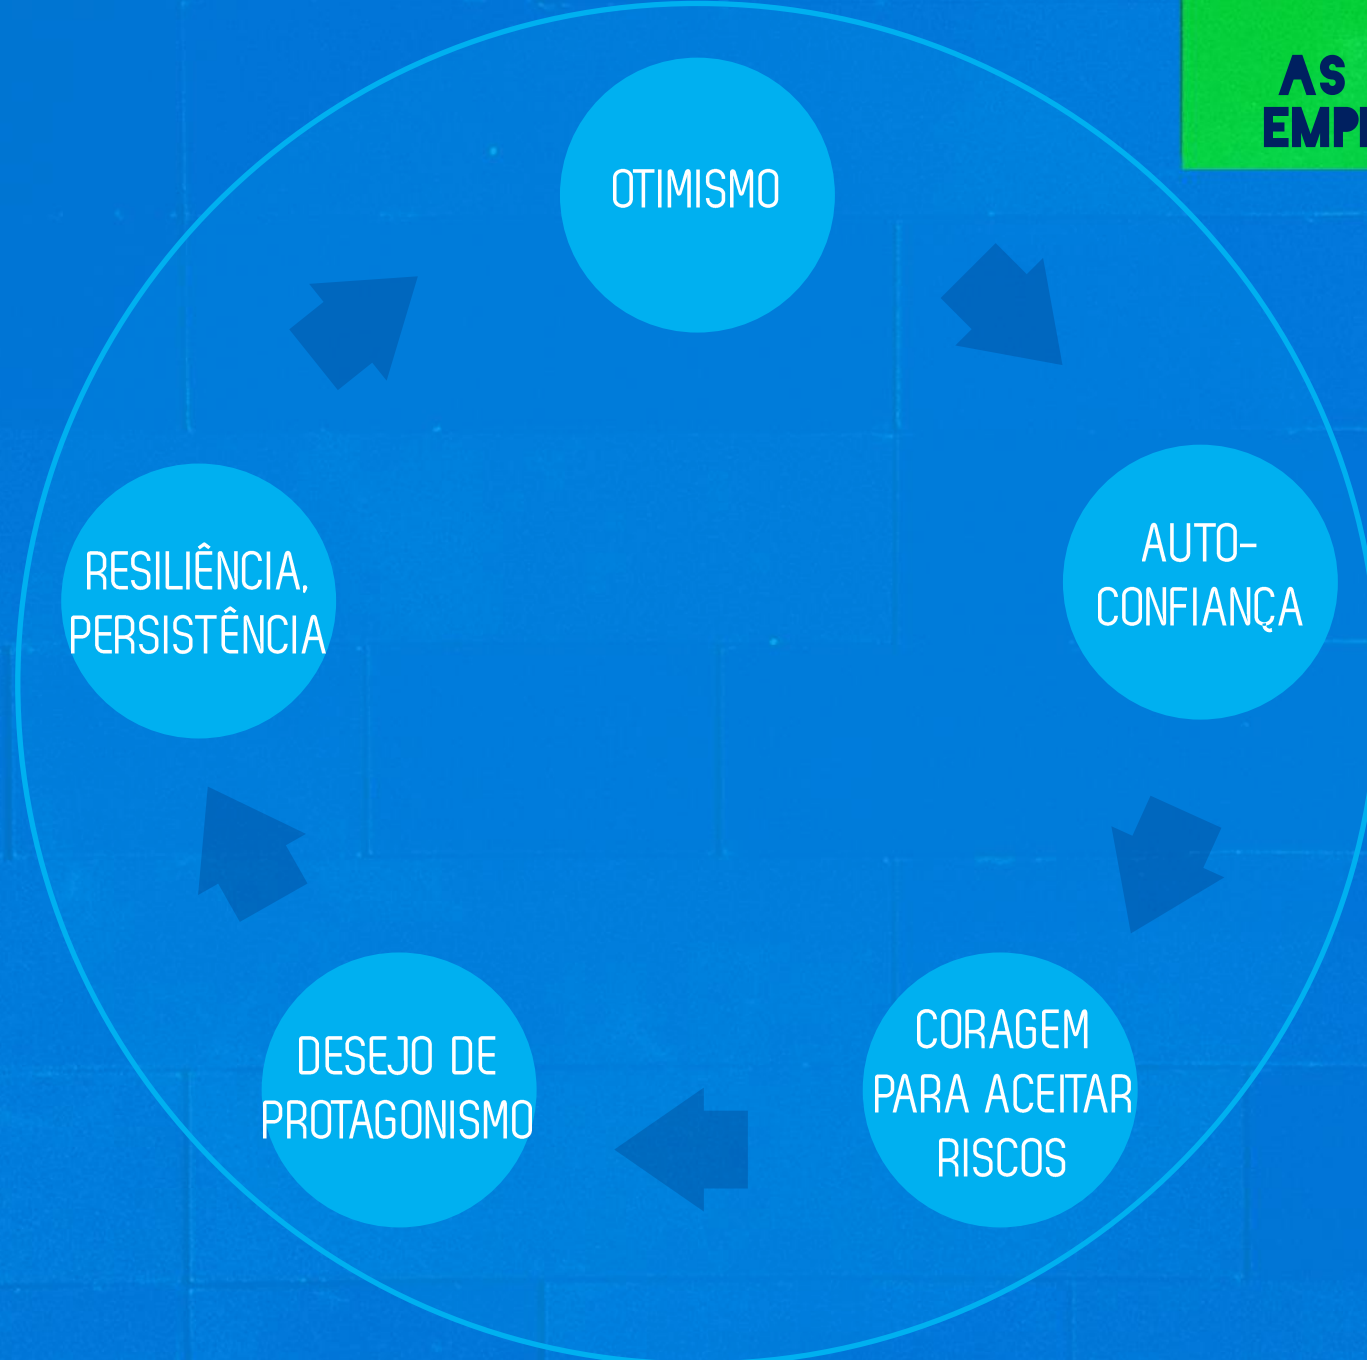 AS
OTIMISMO
AUTO-
CONFIANÇA
RESILIÊNCIA,
PERSISTÊNCIA
CORAGEM
PARA ACEITAR
RISCOS
DESEJO DE
PROTAGONISMO